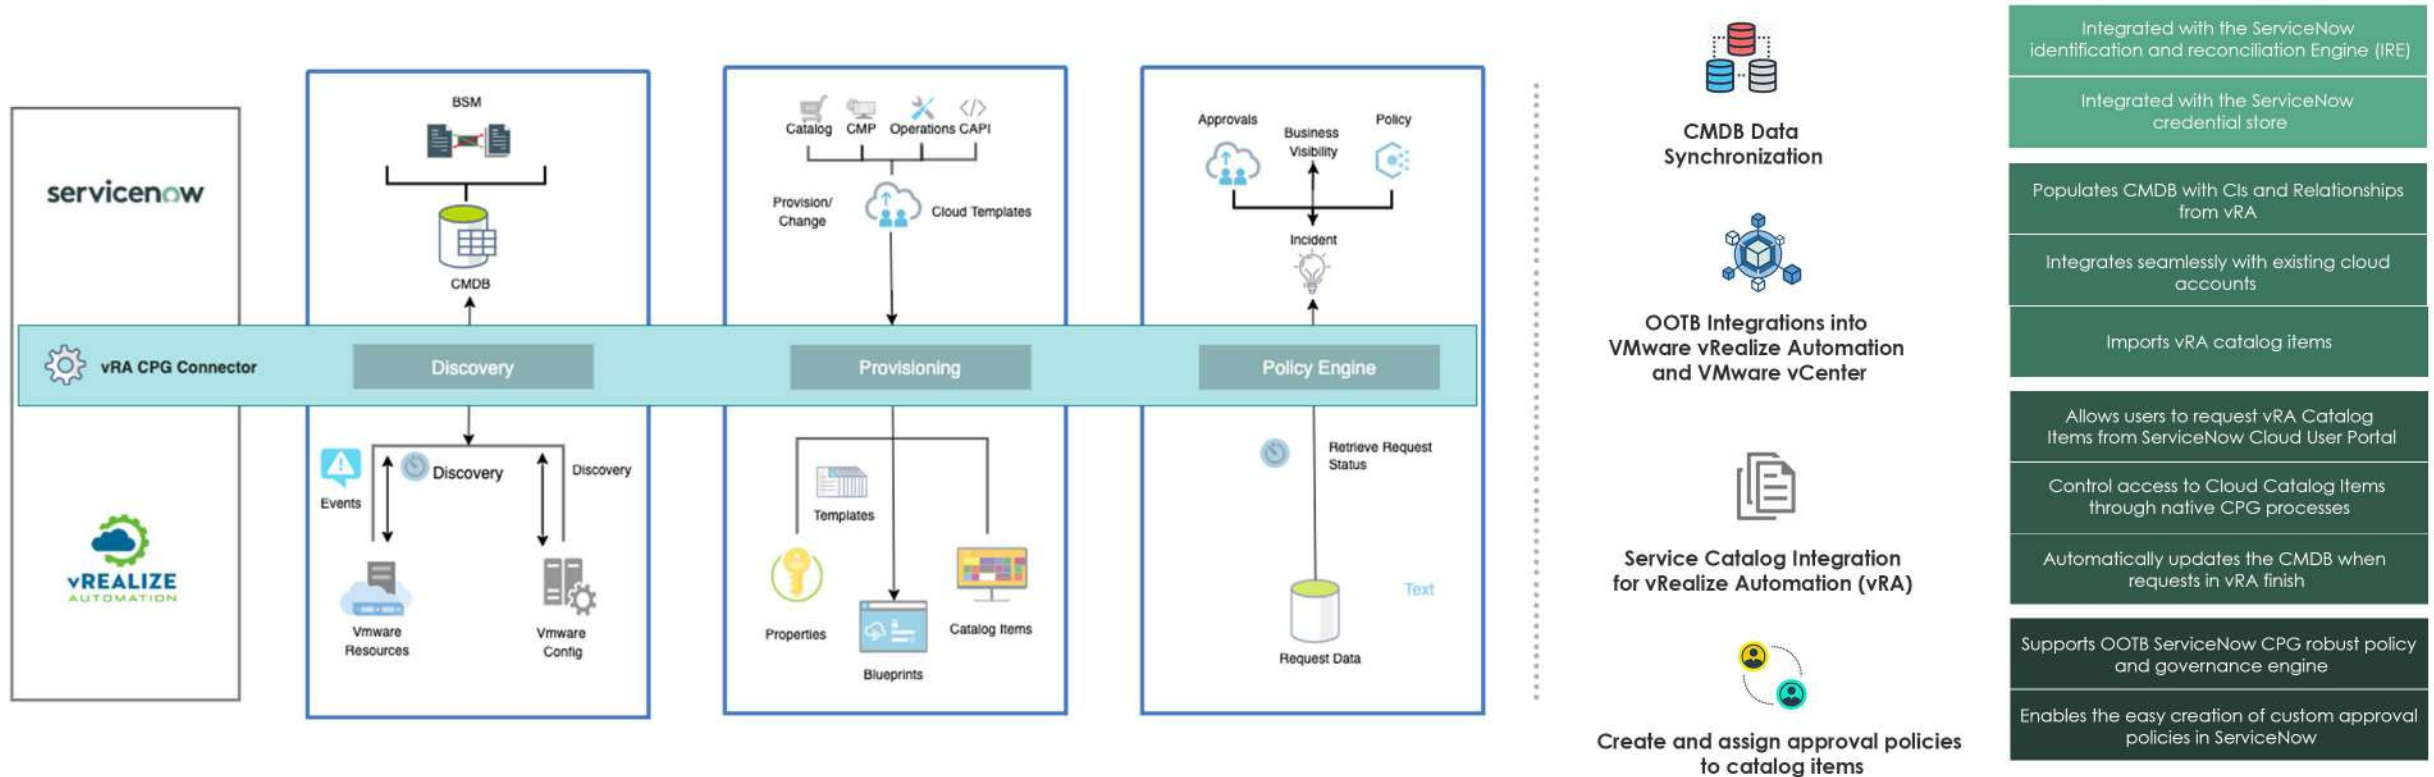 servicenow
vRA CPG Connector
vREALIZE
AUTOMATION
BSM
CMDB
Discovery
Events
Discovery
Discovery
Vmware
Resources
Vmware
Config
Catalog
CMP
Operations
CAPI
Provision/
Change
Cloud Templates
Provisioning
Templates
Properties
Blueprints
Catalog Items
Approvals
Business
Visibility
Policy
Incident
Policy Engine
Retrieve Request
Status
Text
Request Data
CMDB Data
Synchronization
OOTB Integrations into
VMware vRealize Automation
and VMware vCenter
Service Catalog Integration
for vRealize Automation (vRA)
Create and assign approval policies
to catalog items
Integrated with the ServiceNow
identification and reconciliation Engine (IRE)
Integrated with the ServiceNow
credential store
Populates CMDB with CIs and Relationships
from vRA
Integrates seamlessly with existing cloud
accounts
Imports vRA catalog items
Allows users to request vRA Catalog
Items from ServiceNow Cloud User Portal
Control access to Cloud Catalog Items
through native CPG processes
Automatically updates the CMDB when
requests in vRA finish
Supports OOTB ServiceNow CPG robust policy
and governance engine
Enables the easy creation of custom approval
policies in ServiceNow